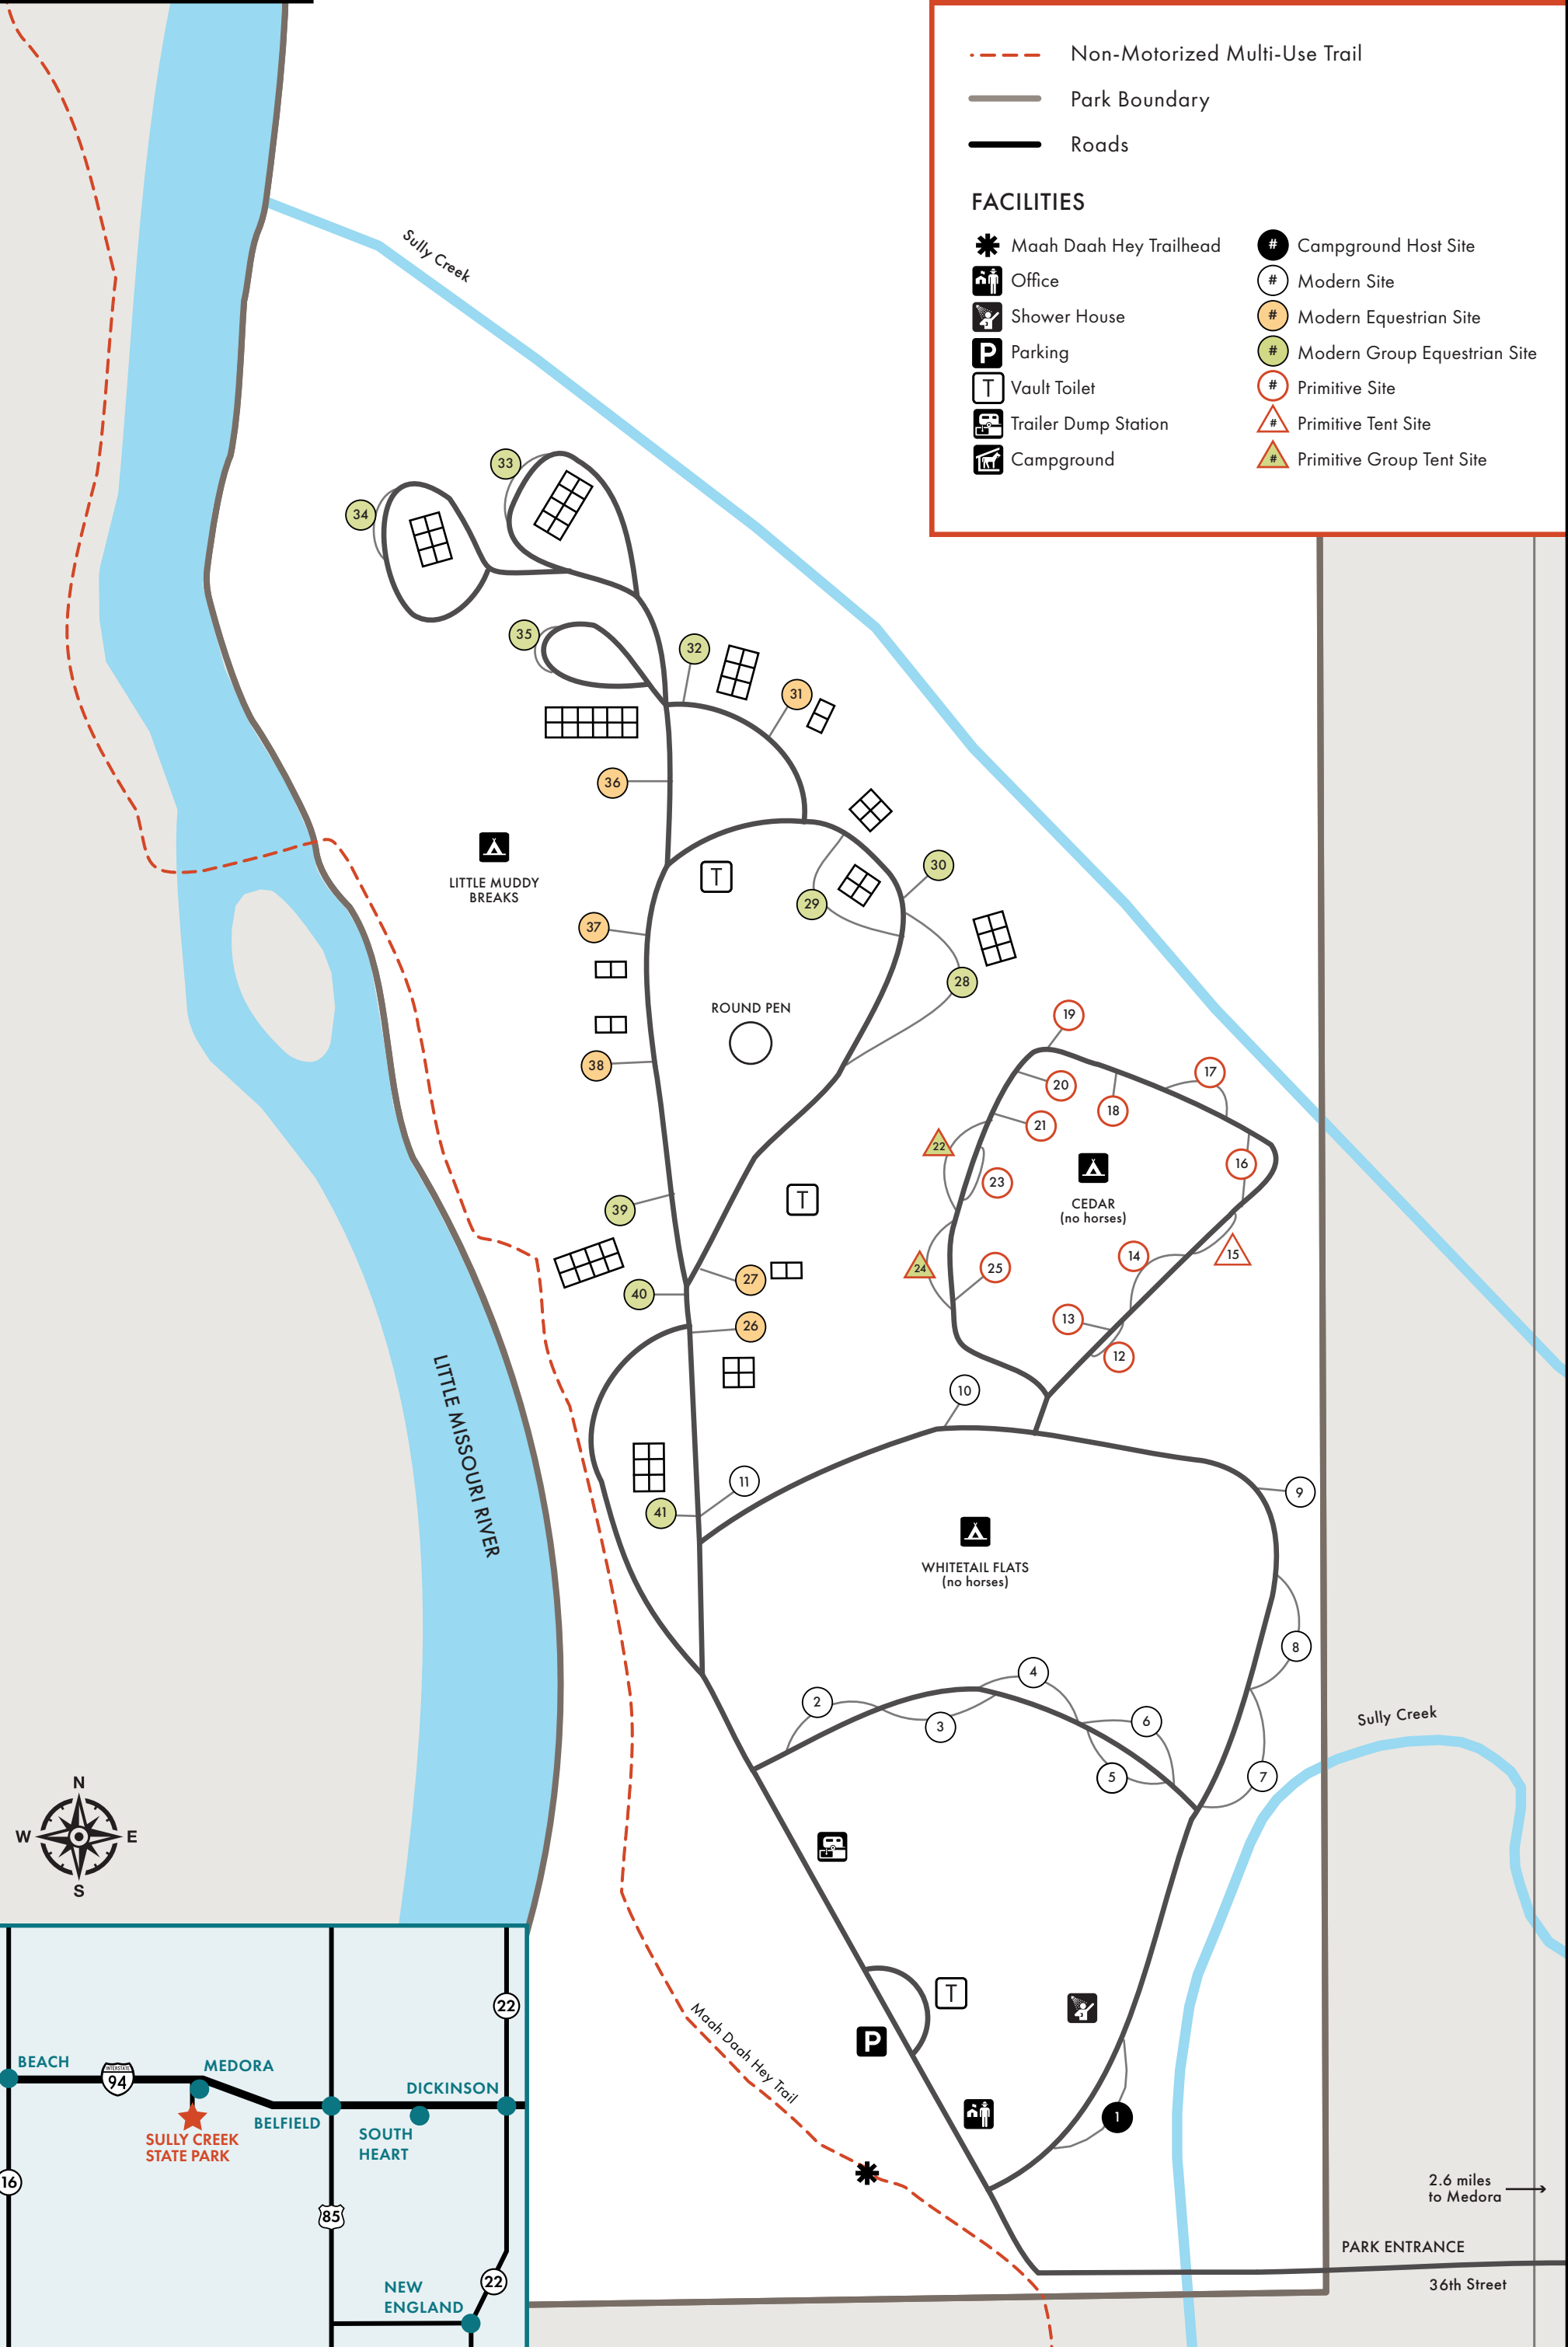 Non-Motorized Multi-Use Trail
Park Boundary
Roads
FACILITIES
Maah Daah Hey Trailhead
Office
Shower House
P
Parking
T
Vault Toilet
Trailer Dump Station
Campground
# Campground Host Site
# Modern Site
# Modern Equestrian Site
# Modern Group Equestrian Site
# Primitive Site
# Primitive Tent Site
# Primitive Group Tent Site
Sully Creek
33
34
35
32
31
36
LITTLE MUDDY
BREAKS
T
30
29
37
28
ROUND PEN
38
19
17
20
18
21
22
16
23
CEDAR
(no horses)
T
39
14
15
24
25
27
40
13
26
12
LITTLE MISSOURI RIVER
10
11
9
41
WHITETAIL FLATS
(no horses)
8
4
2
3
6
5
7
Sully Creek
N
W
E
S
T
P
Maah Daah Hey Trail
1
2.6 miles
to Medora
PARK ENTRANCE
36th Street
22
BEACH
INTERSTATE
94
MEDORA
DICKINSON
BELFIELD
SOUTH
HEART
SULLY CREEK
STATE PARK
16
85
22
NEW
ENGLAND